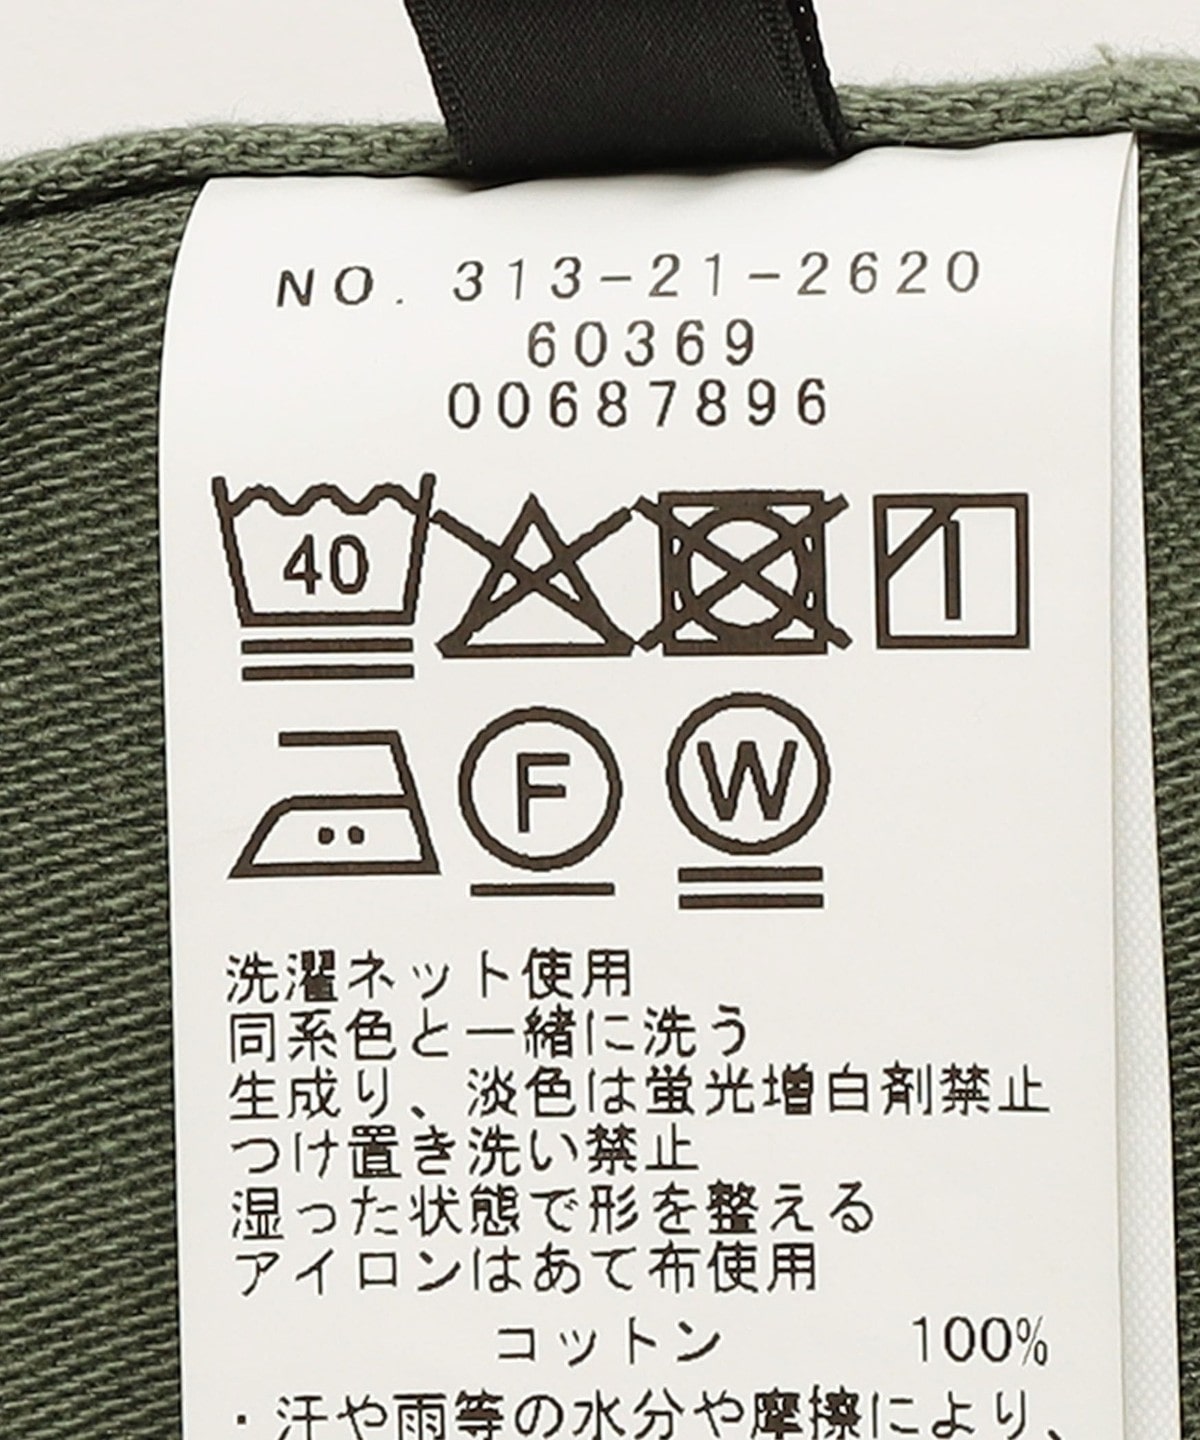 NO. 313-21-2620
60369
00687896
40
F W
洗濯ネット使用
同系色と一緒に洗う
生成り、淡色は蛍光増白剤禁止
つけ置き洗い禁止
湿った状態で形を整える
アイロンはあて布使用
コットン 100%
・汗や雨等の水分や摩擦により、